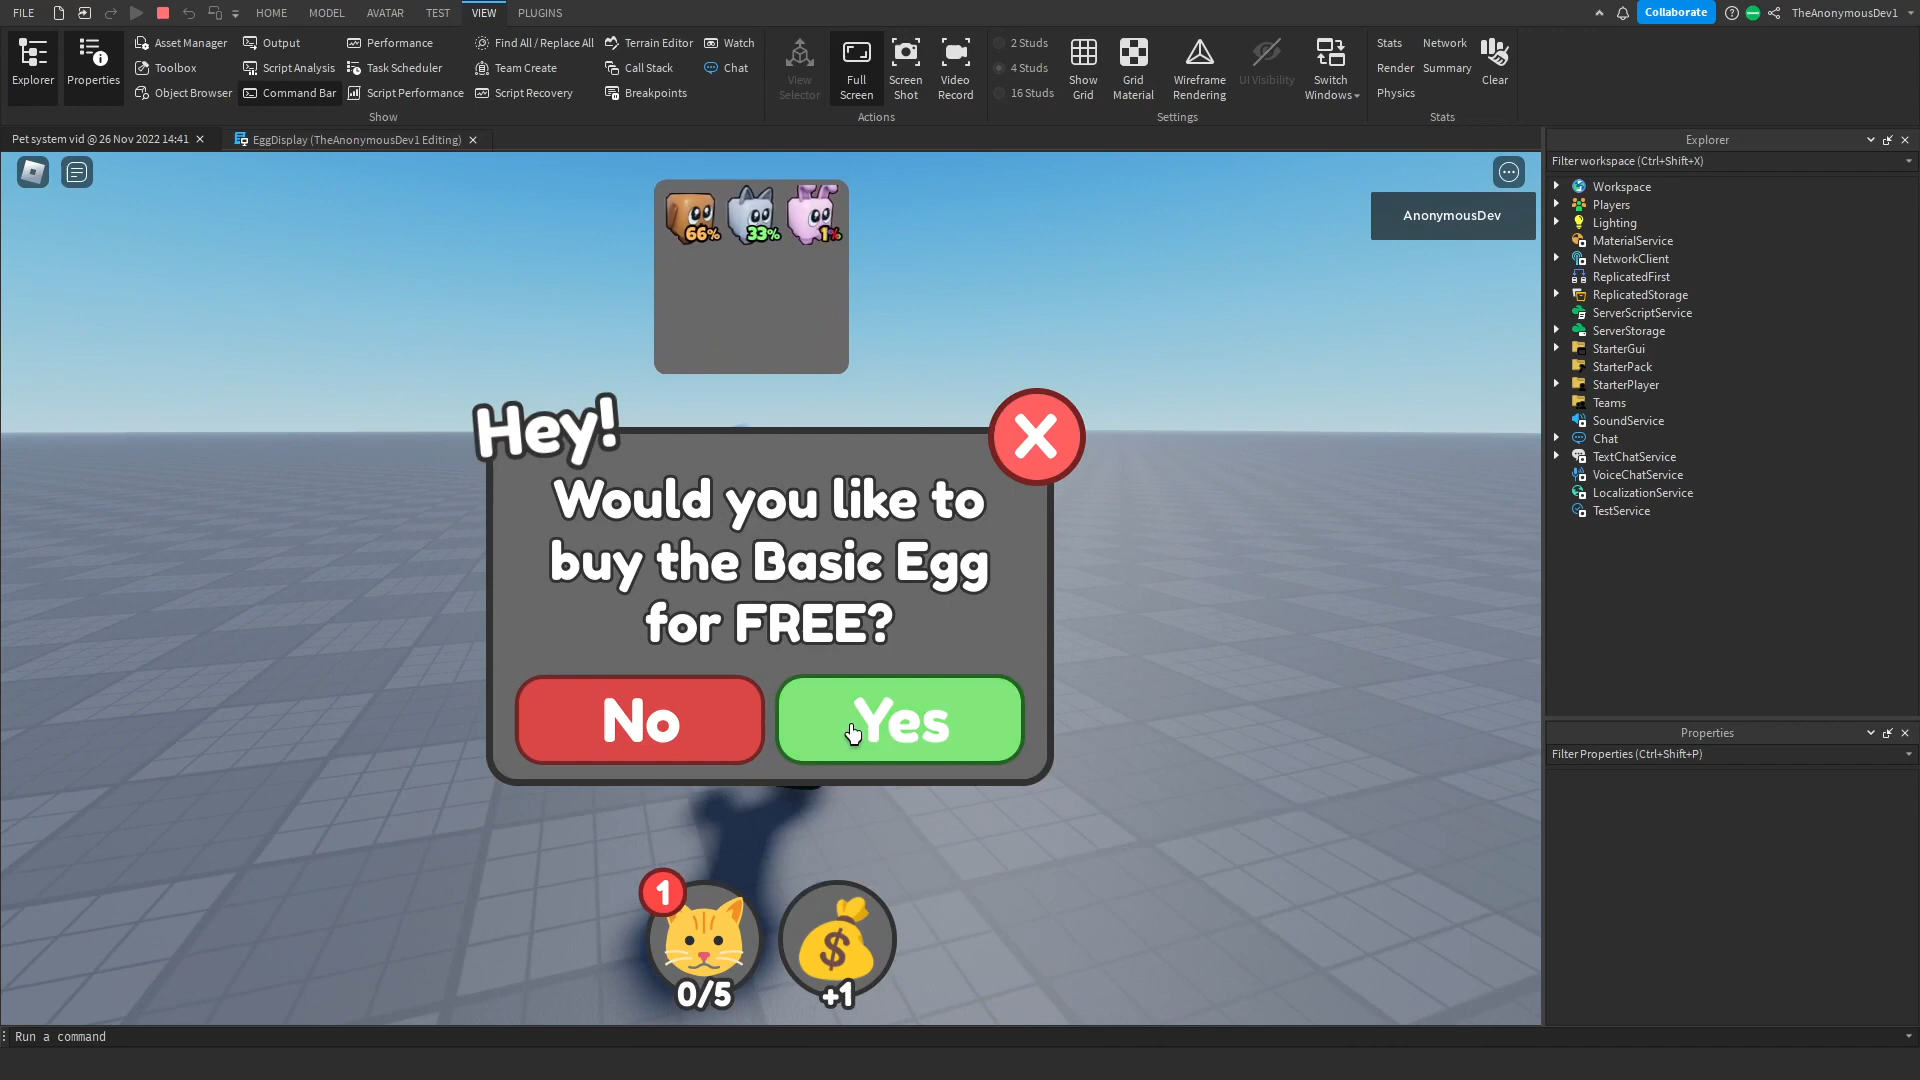 FILE HOME MODEL AVATAR TEST VIEW PLUGINS Collaborate TheAnonymousDev1
Explorer
Properties
Asset Manager
Toolbox
Object Browser
Output
Script Analysis
Command Bar
Performance
Task Scheduler
Script Performance
Find All / Replace All
Team Create
Script Recovery
Terrain Editor
Call Stack
Breakpoints
Watch
Chat
Show
View
Selector
Full
Screen
Screen
Shot
Video
Record
Actions
2 Studs
4 Studs
16 Studs
Show
Grid
Grid
Material
Wireframe
Rendering
UI Visibility
Switch
Windows
Settings
Stats
Render
Physics
Network
Summary
Clear
Stats
Pet system vid @ 26 Nov 2022 14:41
EggDisplay (TheAnonymousDev1 Editing)
66%
33%
1%
AnonymousDev
Hey!
X
Would you like to
buy the Basic Egg
for FREE?
No
Yes
1
0/5
$
+1
Explorer
Filter workspace (Ctrl+Shift+X)
Workspace
Players
Lighting
MaterialService
NetworkClient
ReplicatedFirst
ReplicatedStorage
ServerScriptService
ServerStorage
StarterGui
StarterPack
StarterPlayer
Teams
SoundService
Chat
TextChatService
VoiceChatService
LocalizationService
TestService
Properties
Filter Properties (Ctrl+Shift+P)
Run a command